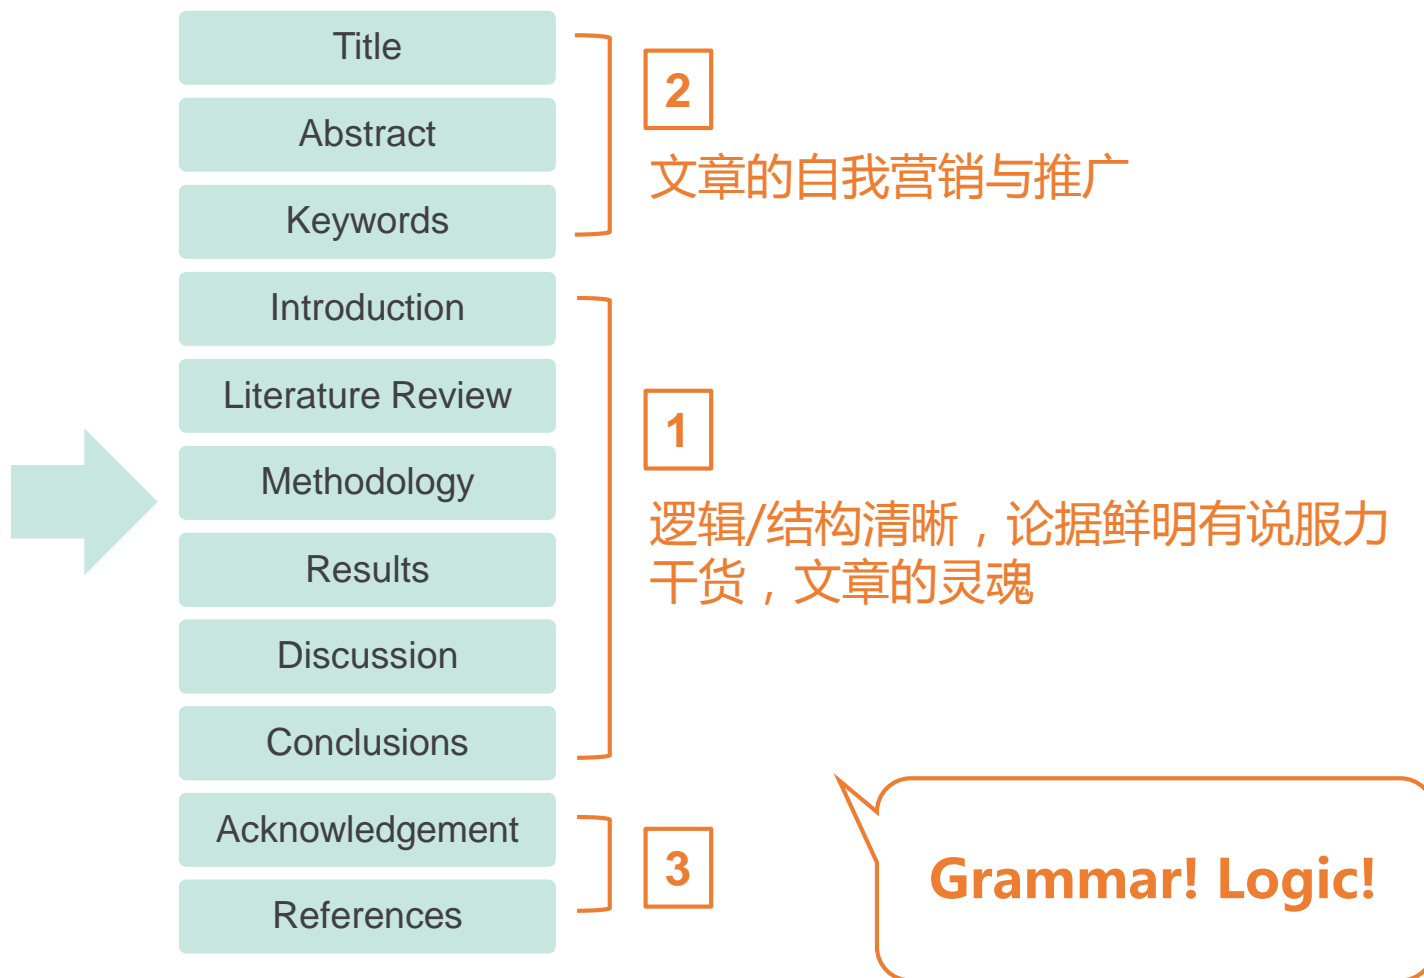 Title
Abstract
Keywords
2
文章的自我营销与推广
Introduction
Literature Review
Methodology
Results
Discussion
Conclusions
1
逻辑/结构清晰，论据鲜明有说服力
干货，文章的灵魂
Acknowledgement
References
3
Grammar! Logic!